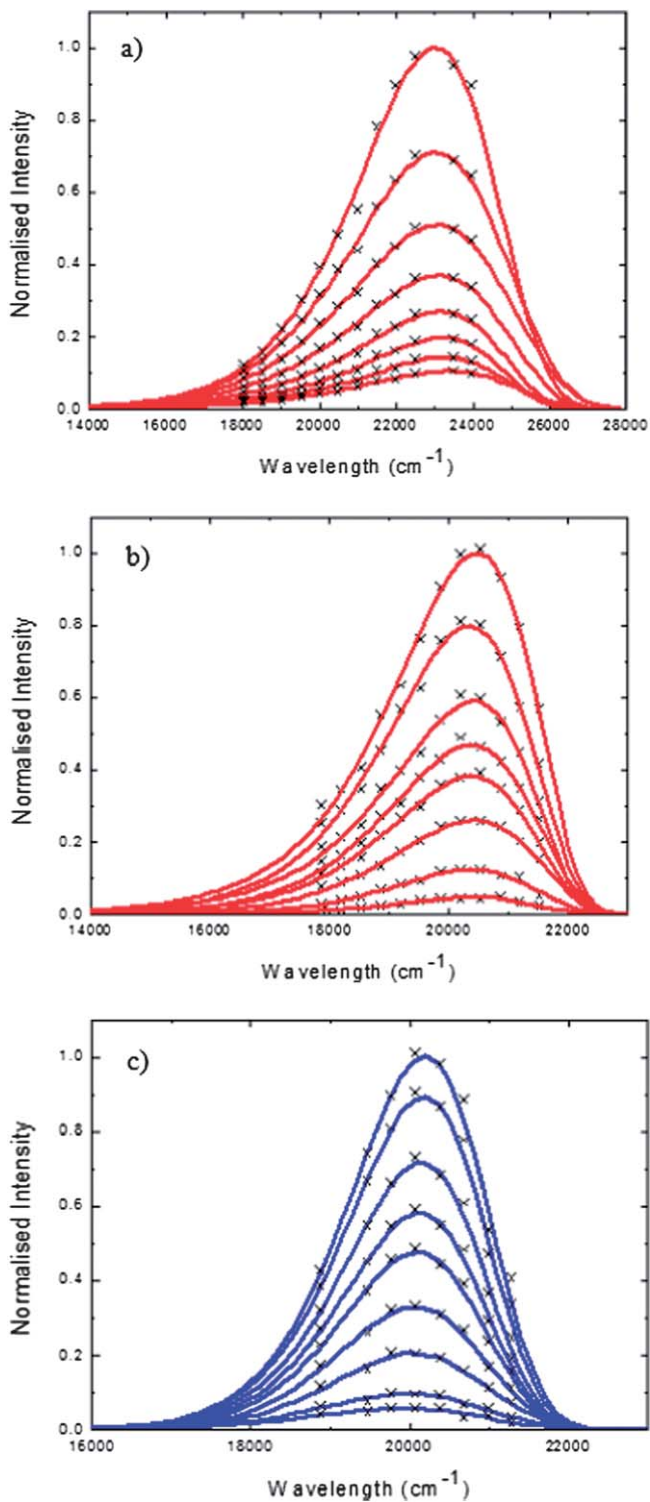 a)
1.0
0.8
0.6
0.4
0.2
0.0
Normalised Intensity
14000 16000 18000 20000 22000 24000 26000 28000
Wavelength (cm-1)
b)
1.0
0.8
0.6
0.4
0.2
0.0
Normalised Intensity
14000 16000 18000 20000 22000
Wavelength (cm-1)
c)
1.0
0.8
0.6
0.4
0.2
0.0
Normalised Intensity
16000 18000 20000 22000
Wavelength (cm-1)